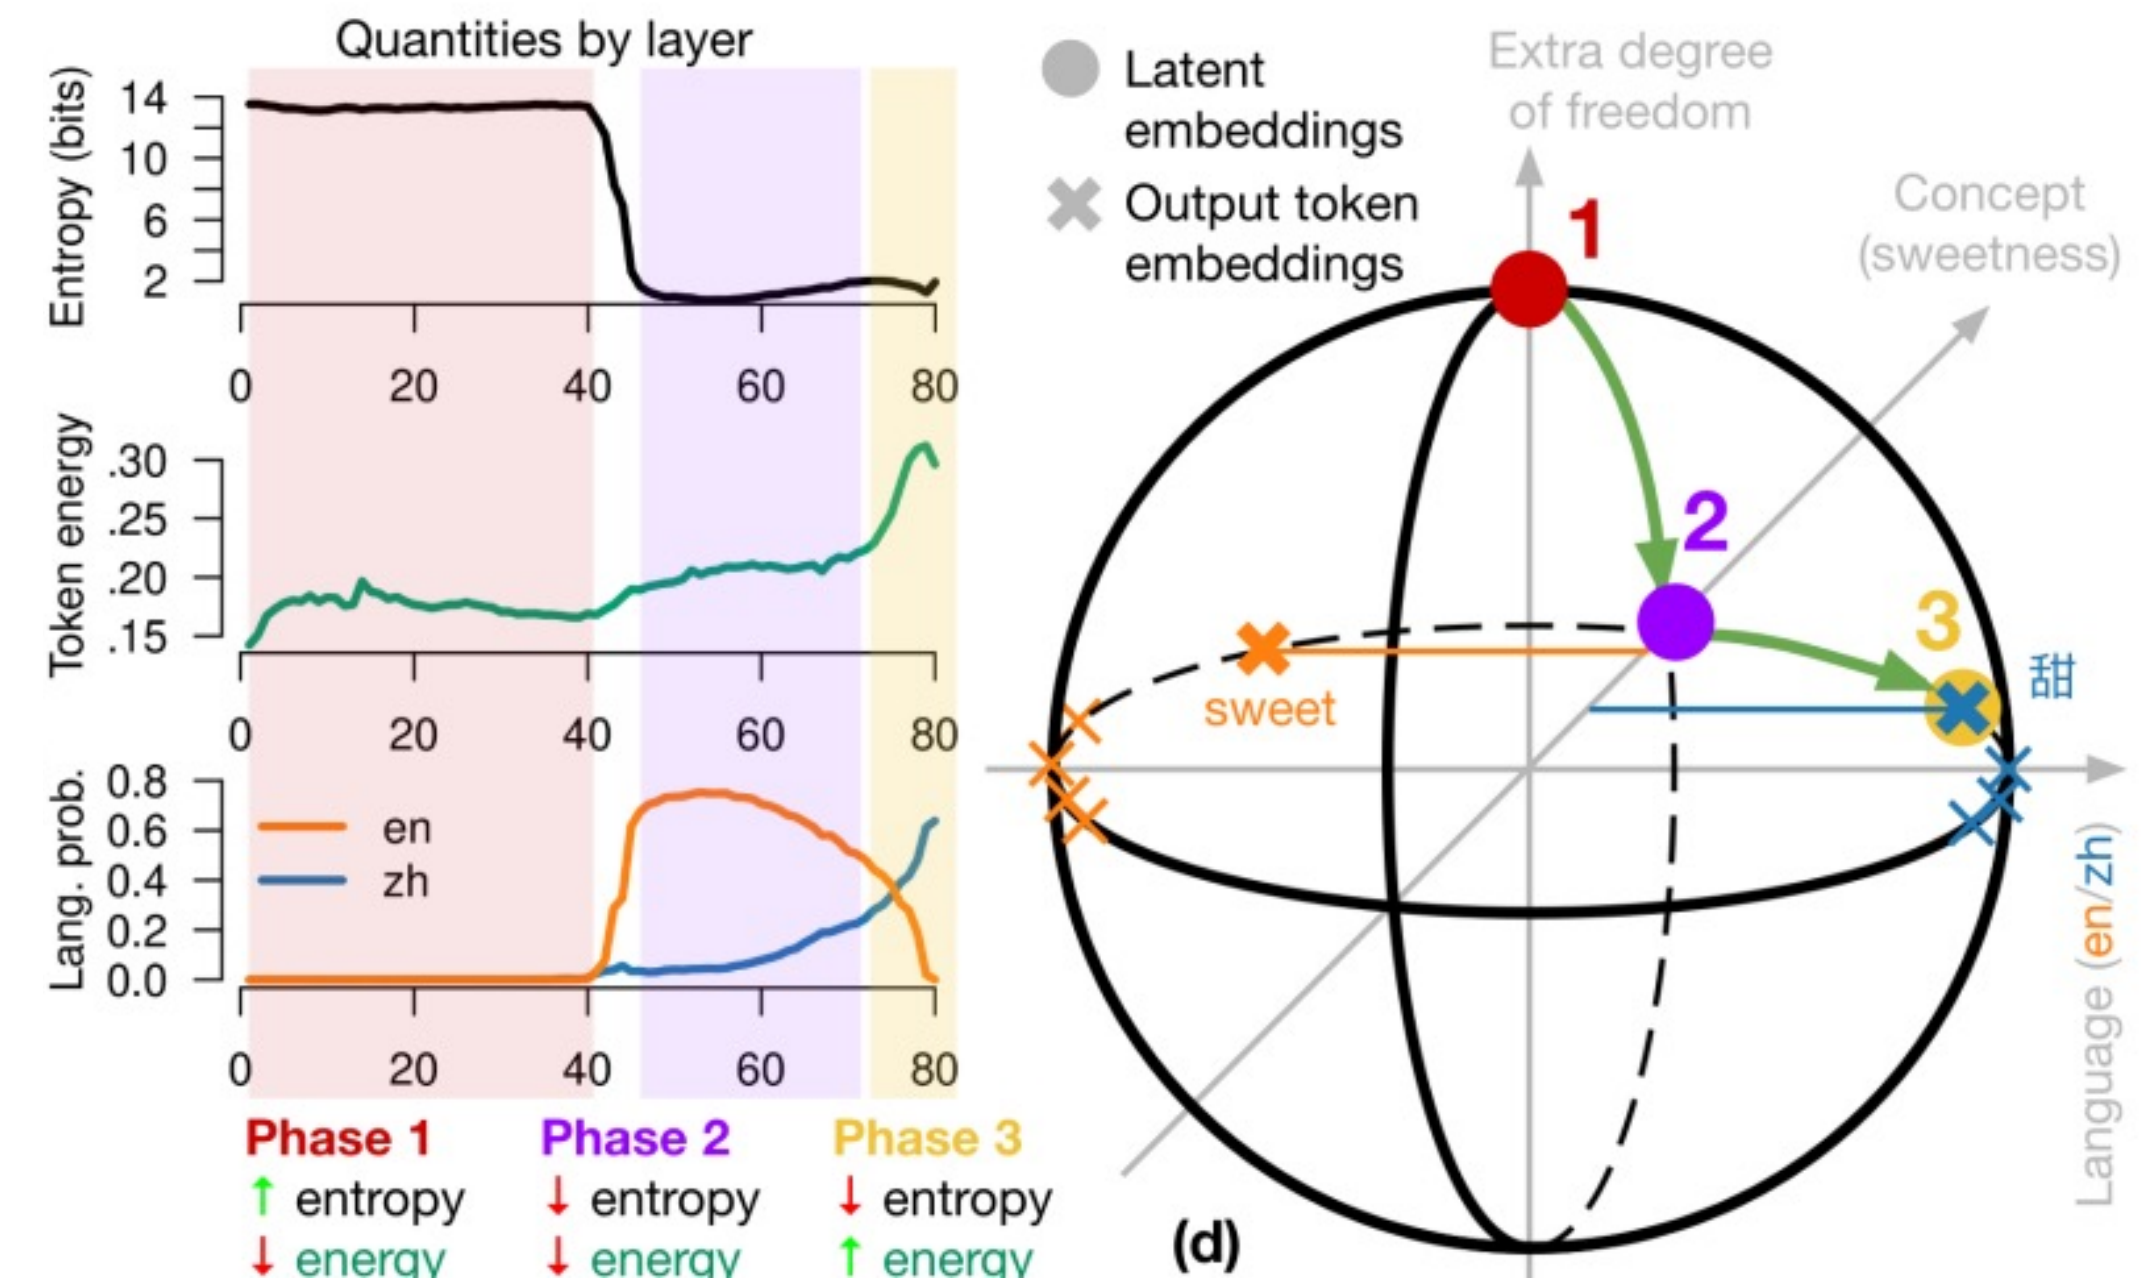 Quantities by layer
Entropy (bits)
14
10
6
2
0 20 40 60 80
Token energy
.30
.25
.20
.15
0 20 40 60 80
Lang. prob.
0.8
0.6
0.4
0.2
0.0
en
zh
0 20 40 60 80
Phase 1
↑ entropy
↓ energy
Phase 2
↓ entropy
↓ energy
Phase 3
↓ entropy
↑ energy
Latent
embeddings
Output token
embeddings
Extra degree
of freedom
Concept
(sweetness)
1
2
3
甜
sweet
Language (en/zh)
(d)